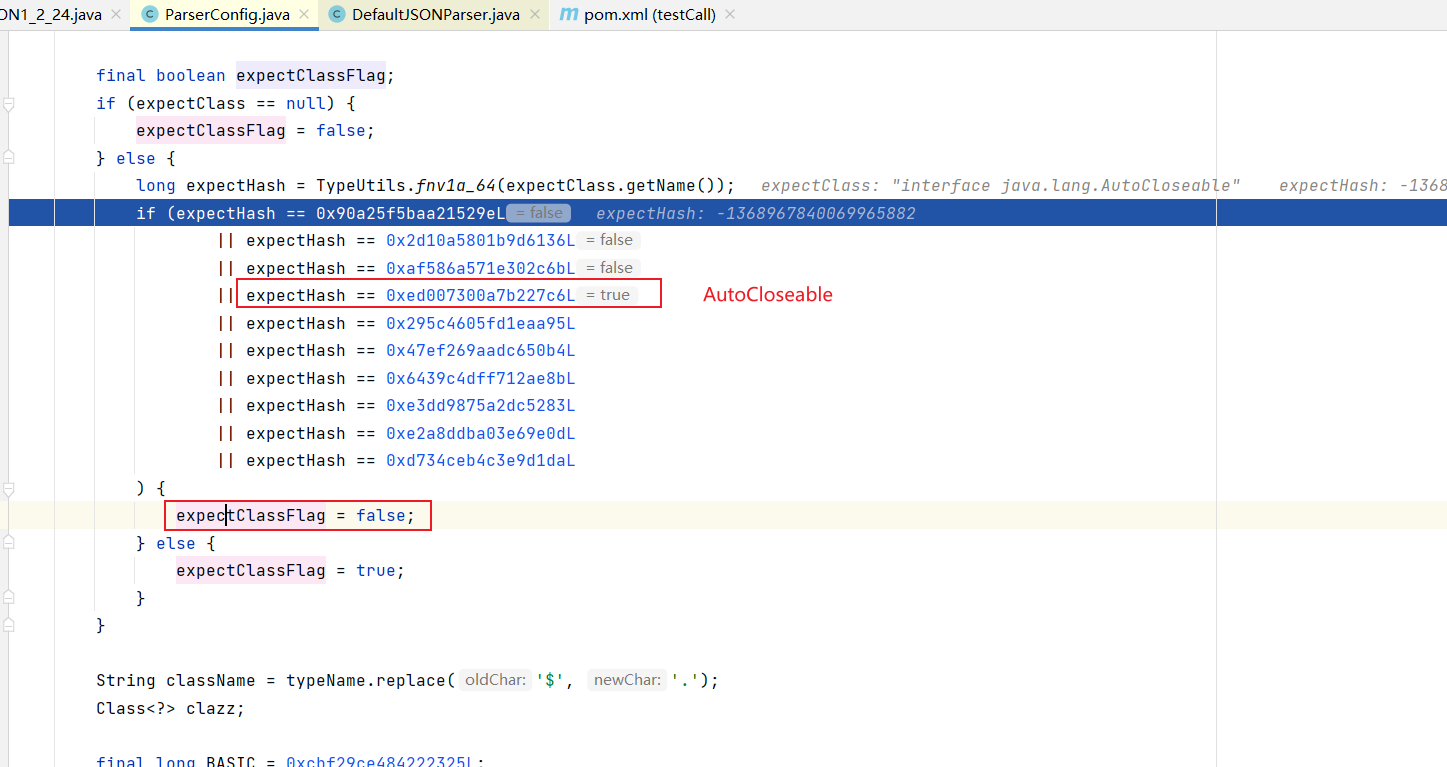 ON1_2_24.java ParserConfig.java DefaultJSONParser.java pom.xml (testCall)
final boolean expectClassFlag;
if (expectClass == null) {
expectClassFlag = false;
} else {
long expectHash = TypeUtils.fnv1a_64(expectClass.getName()); expectClass: "interface java.lang.AutoCloseable" expectHash: -1368
if (expectHash == 0x90a25f5baa21529eL = false expectHash: -1368967840069965882
|| expectHash == 0x2d10a5801b9d6136L = false
|| expectHash == 0xaf586a571e302c6bL = false
|| expectHash == 0xed007300a7b227c6L = true AutoCloseable
|| expectHash == 0x295c4605fd1eaa95L
|| expectHash == 0x47ef269aadc650b4L
|| expectHash == 0x6439c4dff712ae8bL
|| expectHash == 0xe3dd9875a2dc5283L
|| expectHash == 0xe2a8ddba03e69e0dL
|| expectHash == 0xd734ceb4c3e9d1daL
) {
expectClassFlag = false;
} else {
expectClassFlag = true;
}
}
String className = typeName.replace( oldChar: '$', newChar: '.');
Class<?> clazz;
final long BASIC = 0xcbf29ce484222325L;